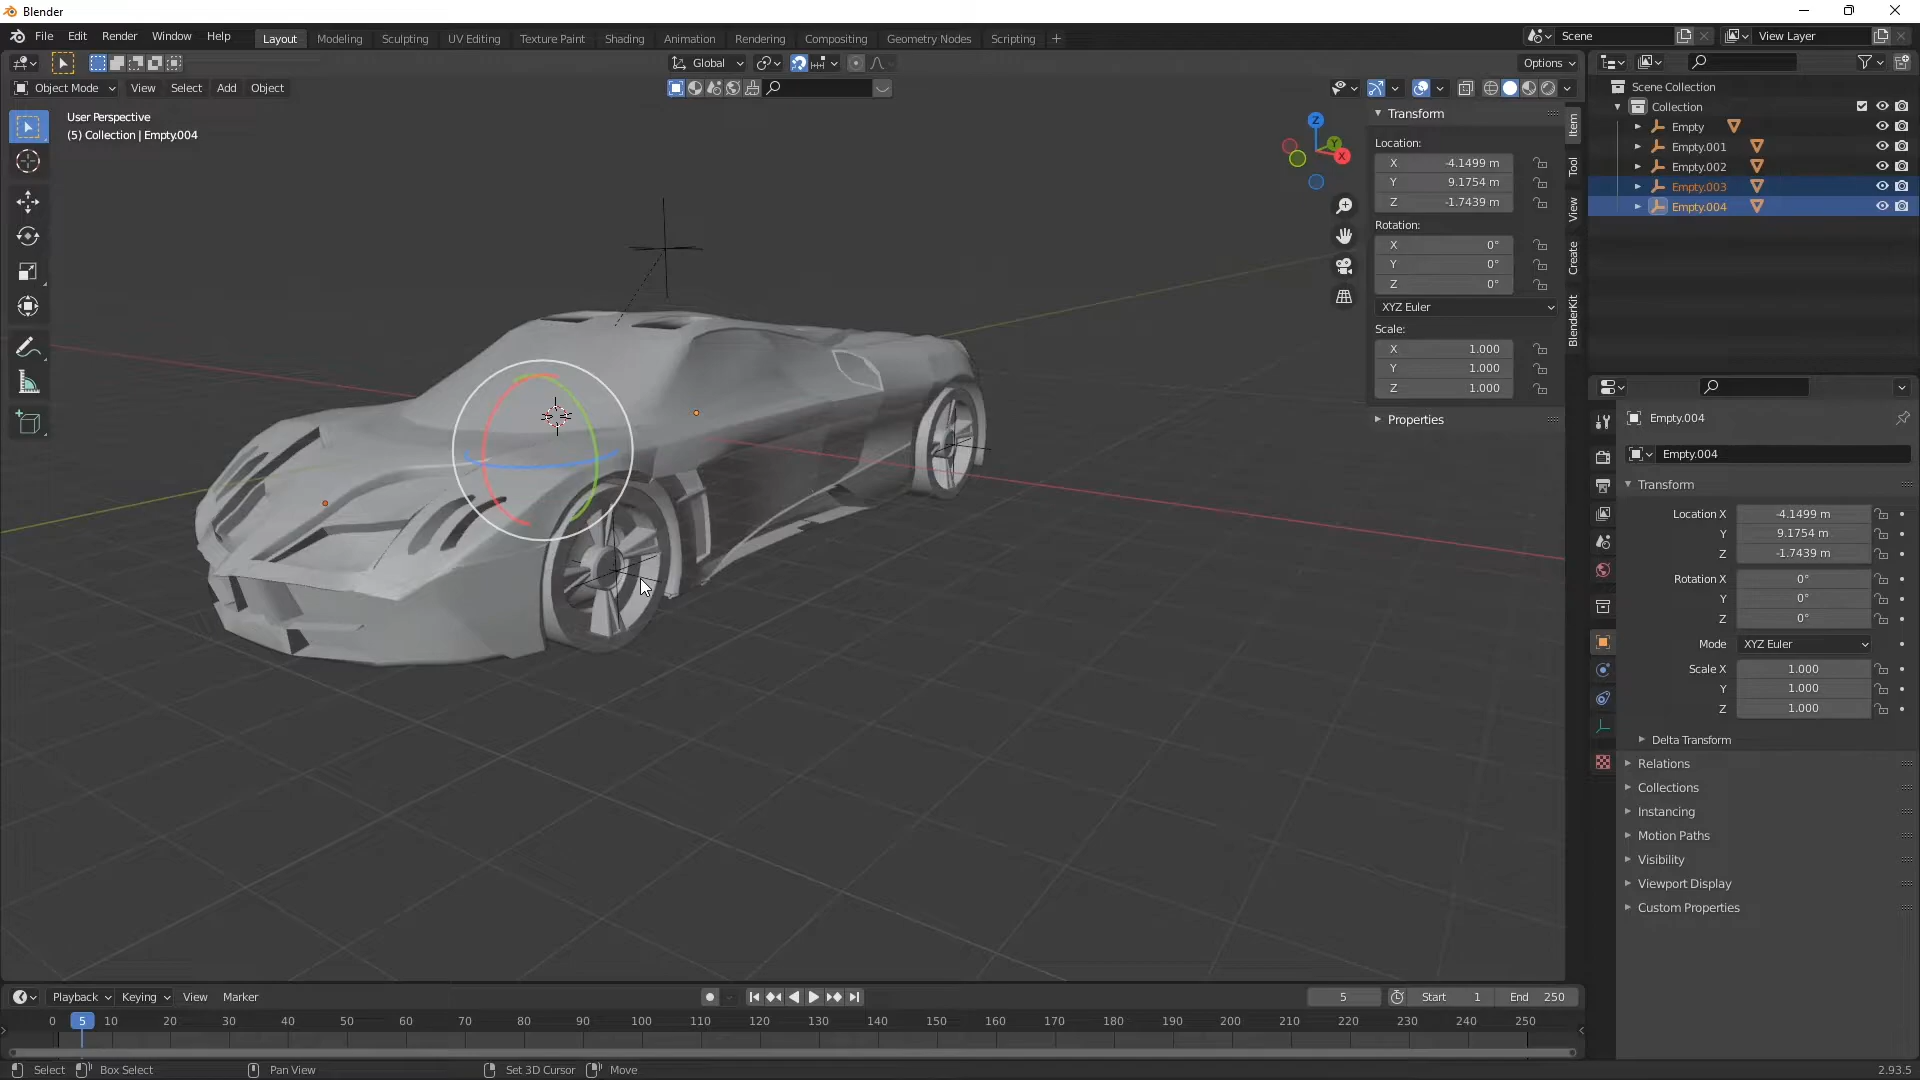 Blender
File Edit Render Window Help
Layout Modeling Sculpting UV Editing Texture Paint Shading Animation Rendering Compositing Geometry Nodes Scripting +
Scene
View Layer
Global
Options
Object Mode View Select Add Object
User Perspective
(5) Collection | Empty.004
Z
Y
X
Transform
Location:
X -4.1499 m
Y 9.1754 m
Z -1.7439 m
Rotation:
X 0°
Y 0°
Z 0°
XYZ Euler
Scale:
X 1.000
Y 1.000
Z 1.000
Properties
Item
Tool
View
Create
BlenderKit
Scene Collection
Collection
Empty
Empty.001
Empty.002
Empty.003
Empty.004
Empty.004
Empty.004
Transform
Location X -4.1499 m
Y 9.1754 m
Z -1.7439 m
Rotation X 0°
Y 0°
Z 0°
Mode XYZ Euler
Scale X 1.000
Y 1.000
Z 1.000
Delta Transform
Relations
Collections
Instancing
Motion Paths
Visibility
Viewport Display
Custom Properties
Playback Keying View Marker
5 Start 1 End 250
0 5 10 20 30 40 50 60 70 80 90 100 110 120 130 140 150 160 170 180 190 200 210 220 230 240 250
Select Box Select Pan View Set 3D Cursor Move 2.93.5